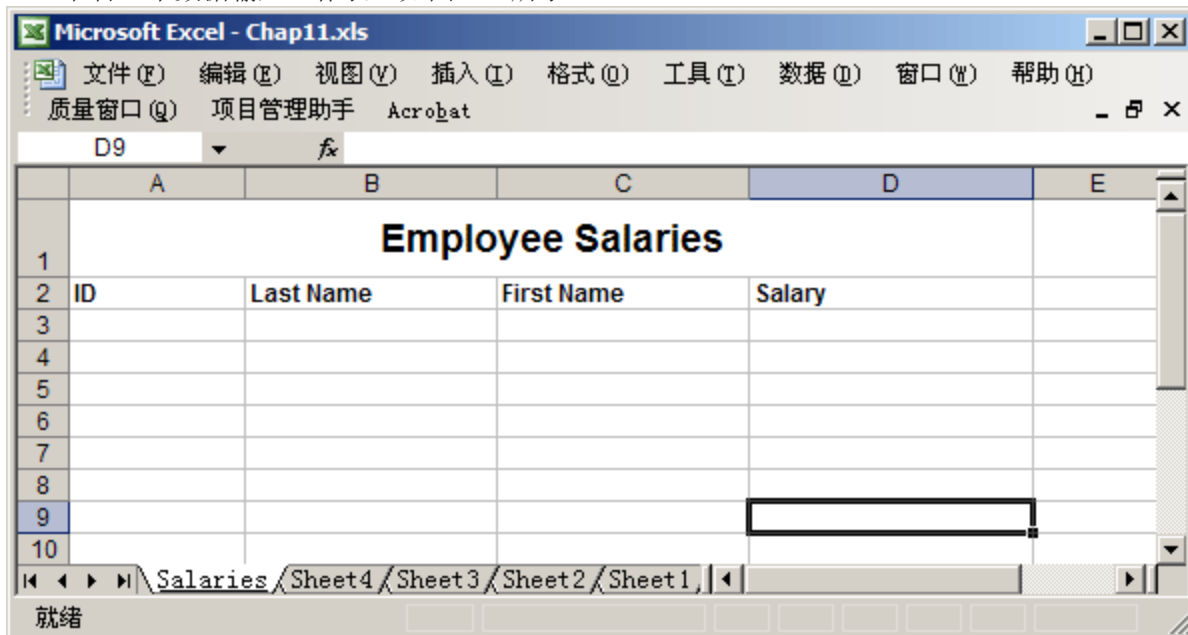 Microsoft Excel - Chap11.xls
文件(F) 编辑(E) 视图(V) 插入(I) 格式(O) 工具(T) 数据(D) 窗口(W) 帮助(H)
质量窗口(Q) 项目管理助手 Acrobat
D9 fx
A B C D E
1 Employee Salaries
2 ID Last Name First Name Salary
3
4
5
6
7
8
9
10
Salaries Sheet4 Sheet3 Sheet2 Sheet1
就绪